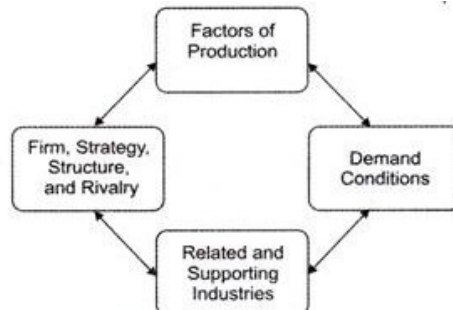 Factors of
Production
Firm, Strategy,
Structure,
and Rivalry
Demand
Conditions
Related and
Supporting
Industries